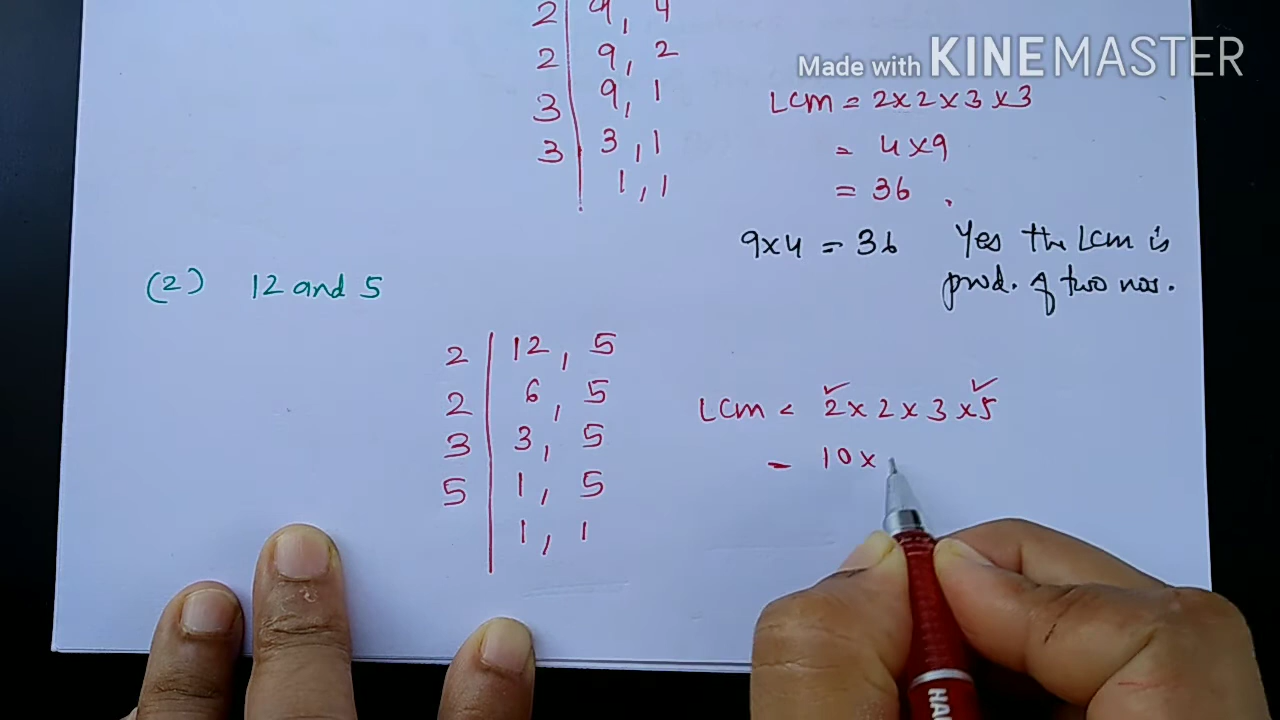 2 | 9, 4
Made with KINEMASTER
2 | 9, 2
3 | 9, 1
LCM = 2x2x3x3
3 | 3, 1
= 4x9
1, 1
= 36.
9x4 = 36 Yes the LCM is
prod. of two nos.
(2) 12 and 5
2 | 12, 5
2 | 6, 5
LCM = 2x2x3x5
3 | 3, 5
= 10x
5 | 1, 5
1, 1